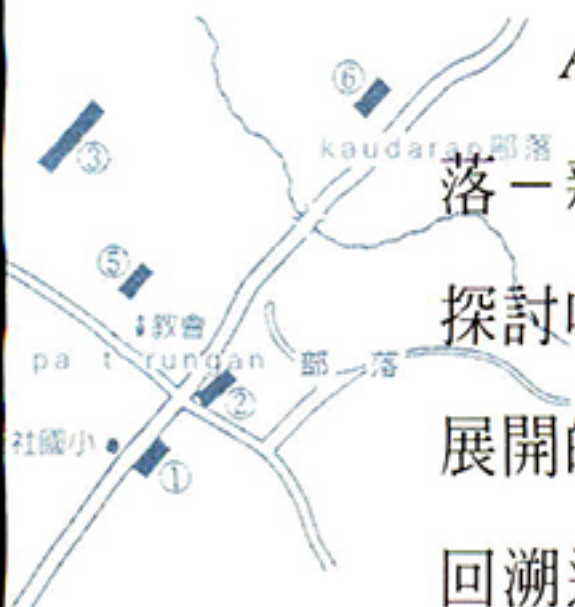 ⑥
kaudarap部落
③
⑤
教會
pa t rungan 部落
②
社國小
①
A
落－
探討
展開
回溯